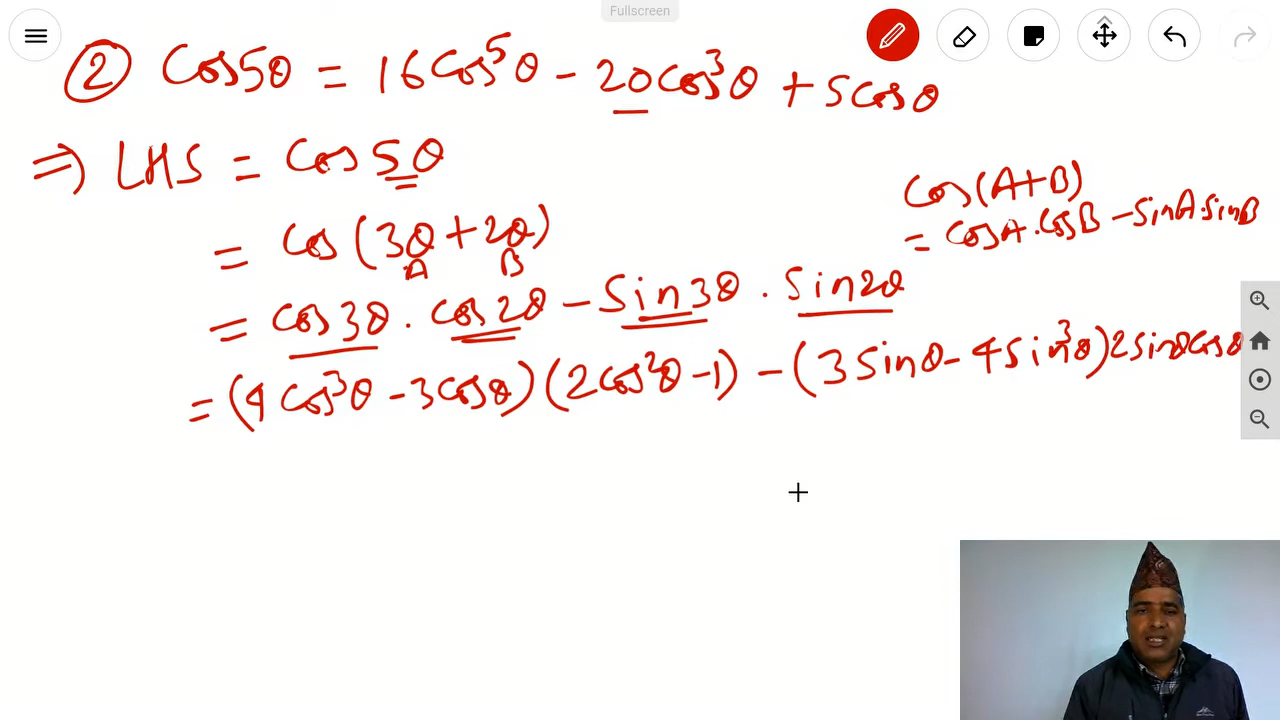 Fullscreen
② Cos5θ = 16Cos⁵θ - 20Cos³θ + 5Cosθ
⇒ LHS = Cos5θ
= Cos(3θ+2θ)
A B
Cos(A+B)
= CosA.CosB - SinA.SinB
= Cos3θ . Cos2θ - Sin3θ . Sin2θ
= (4Cos³θ - 3Cosθ)(2Cos²θ - 1) - (3Sinθ - 4Sin³θ)2SinθCosθ